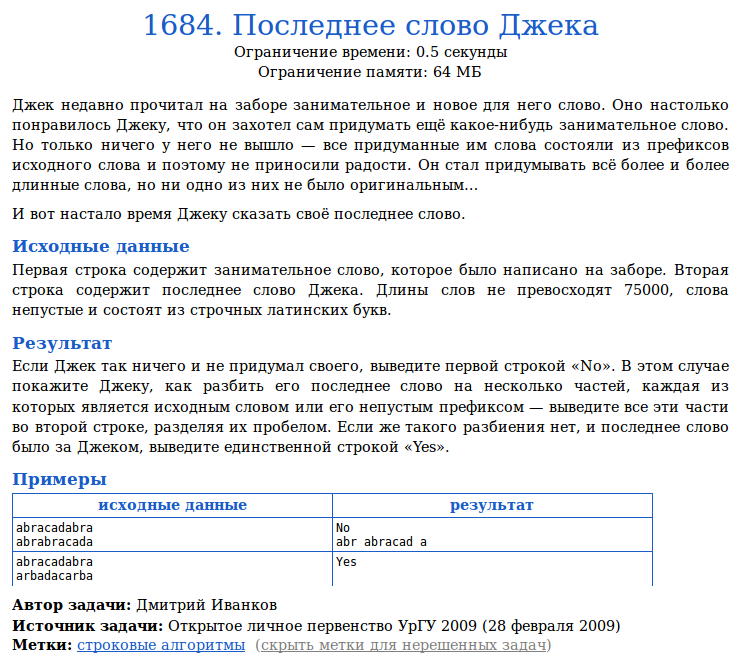 1684. Последнее слово Джека
Ограничение времени: 0.5 секунды
Ограничение памяти: 64 МБ
Джек недавно прочитал на заборе занимательное и новое для него слово. Оно настолько
понравилось Джеку, что он захотел сам придумать ещё какое-нибудь занимательное слово.
Но только ничего у него не вышло — все придуманные им слова состояли из префиксов
исходного слова и поэтому не приносили радости. Он стал придумывать всё более и более
длинные слова, но ни одно из них не было оригинальным…
И вот настало время Джеку сказать своё последнее слово.
Исходные данные
Первая строка содержит занимательное слово, которое было написано на заборе. Вторая
строка содержит последнее слово Джека. Длины слов не превосходят 75000, слова
непустые и состоят из строчных латинских букв.
Результат
Если Джек так ничего и не придумал своего, выведите первой строкой «No». В этом случае
покажите Джеку, как разбить его последнее слово на несколько частей, каждая из
которых является исходным словом или его непустым префиксом — выведите все эти части
во второй строке, разделяя их пробелом. Если же такого разбиения нет, и последнее слово
было за Джеком, выведите единственной строкой «Yes».
Примеры
исходные данные результат
abracadabra No
abrabracada abr abracad a
abracadabra Yes
arbadacarba
Автор задачи: Дмитрий Иванков
Источник задачи: Открытое личное первенство УрГУ 2009 (28 февраля 2009)
Метки: строковые алгоритмы (скрыть метки для нерешенных задач)